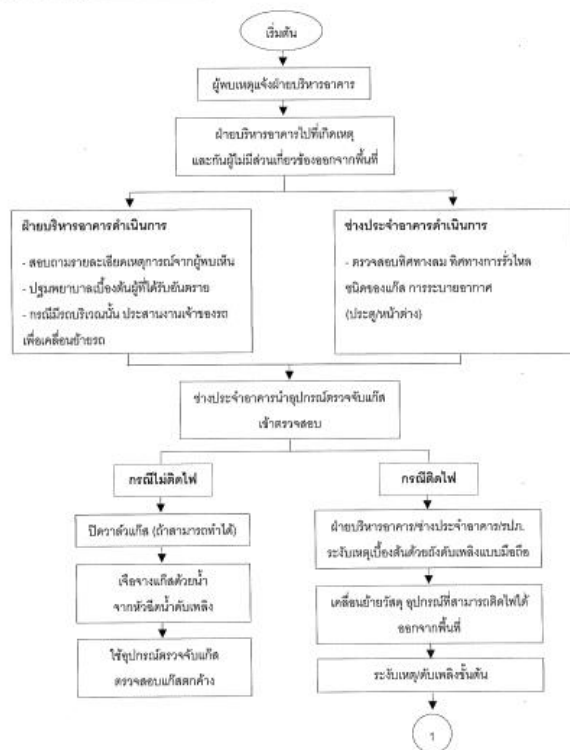 เริ่มต้น
ผู้พบเหตุแจ้งฝ่ายบริหารอาคาร
ฝ่ายบริหารอาคารไปที่เกิดเหตุ
และกันผู้ไม่มีส่วนเกี่ยวข้องออกจากพื้นที่
ฝ่ายบริหารอาคารดำเนินการ
- สอบถามรายละเอียดเหตุการณ์จากผู้พบเห็น
- ปฐมพยาบาลเบื้องต้นผู้ที่ได้รับอันตราย
- กรณีมีรถบริเวณนั้น ประสานงานเจ้าของรถ
เพื่อเคลื่อนย้ายรถ
ช่างประจำอาคารดำเนินการ
- ตรวจสอบทิศทางลม ทิศทางการรั่วไหล
ชนิดของแก๊ส การระบายอากาศ
(ประตู/หน้าต่าง)
ช่างประจำอาคารนำอุปกรณ์ตรวจจับแก๊ส
เข้าตรวจสอบ
กรณีไม่ติดไฟ
ปิดวาล์วแก๊ส (ถ้าสามารถทำได้)
เจือจางแก๊สด้วยน้ำ
จากหัวฉีดน้ำดับเพลิง
ใช้อุปกรณ์ตรวจจับแก๊ส
ตรวจสอบแก๊สตกค้าง
กรณีติดไฟ
ฝ่ายบริหารอาคาร/ช่างประจำอาคาร/รปภ.
ระงับเหตุเบื้องต้นด้วยถังดับเพลิงแบบมือถือ
เคลื่อนย้ายวัสดุ อุปกรณ์ที่สามารถติดไฟได้
ออกจากพื้นที่
ระงับเหตุ/ดับเพลิงขั้นต้น
1